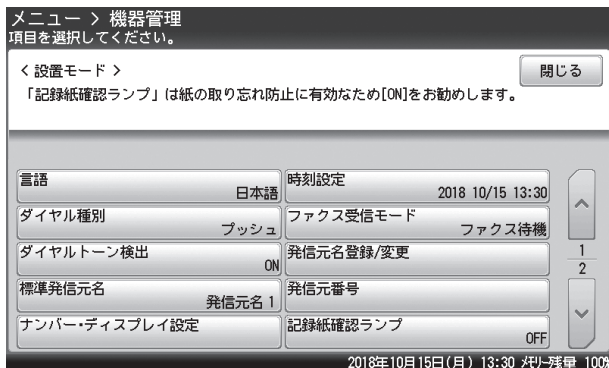 メニュー > 機器管理
項目を選択してください。
< 設置モード >
閉じる
「記録紙確認ランプ」は紙の取り忘れ防止に有効なため[ON]をお勧めします。
言語
日本語
時刻設定
2018 10/15 13:30
ダイヤル種別
プッシュ
ファクス受信モード
ファクス待機
ダイヤルトーン検出
ON
発信元名登録/変更
1
2
標準発信元名
発信元名 1
発信元番号
ナンバー・ディスプレイ設定
記録紙確認ランプ
OFF
2018年10月15日(月) 13:30 メモリー残量 100%